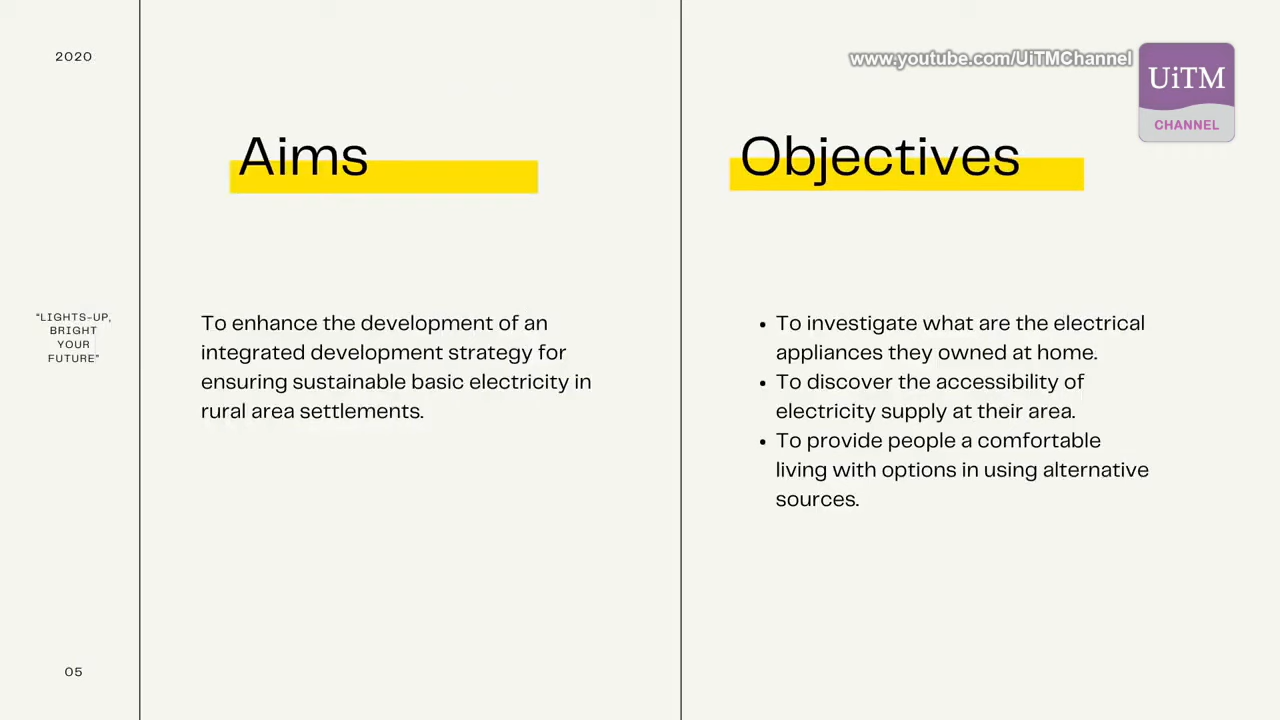 2020
www.youtube.com/UiTMChannel
UiTM
CHANNEL
Aims
Objectives
“LIGHTS-UP,
BRIGHT
YOUR
FUTURE”
To enhance the development of an
integrated development strategy for
ensuring sustainable basic electricity in
rural area settlements.
• To investigate what are the electrical
appliances they owned at home.
• To discover the accessibility of
electricity supply at their area.
• To provide people a comfortable
living with options in using alternative
sources.
05